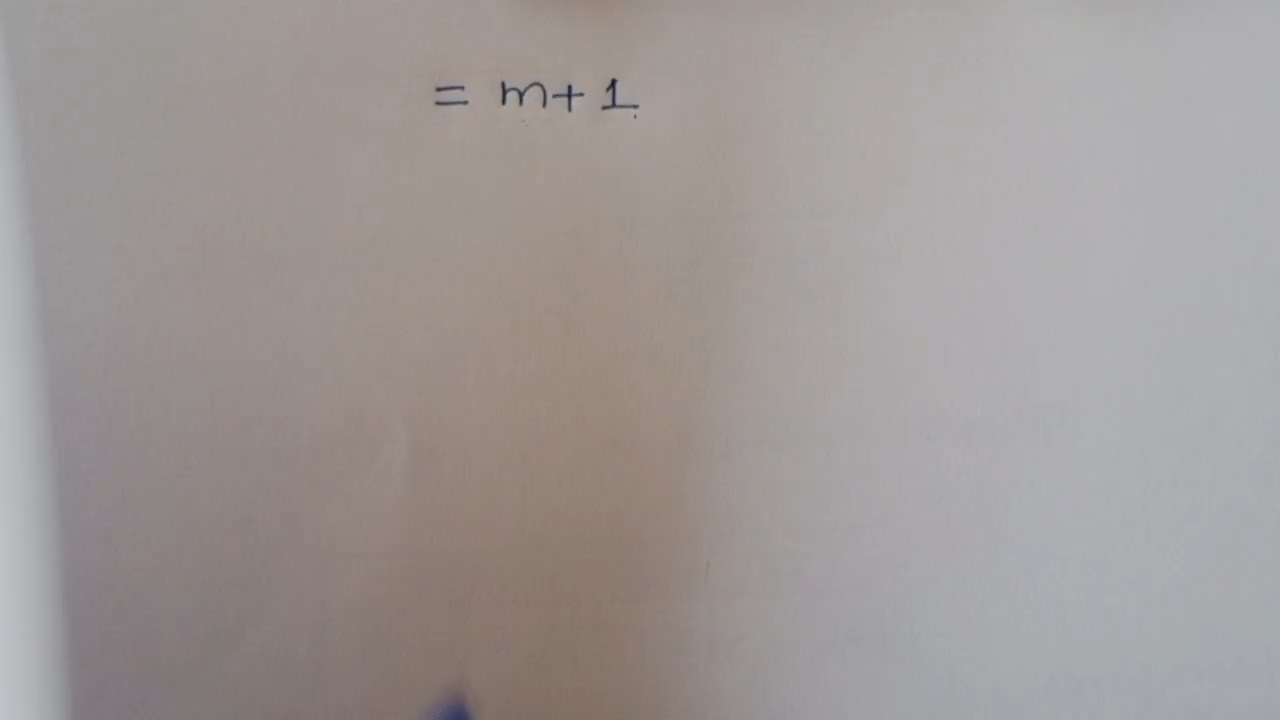 = m+1